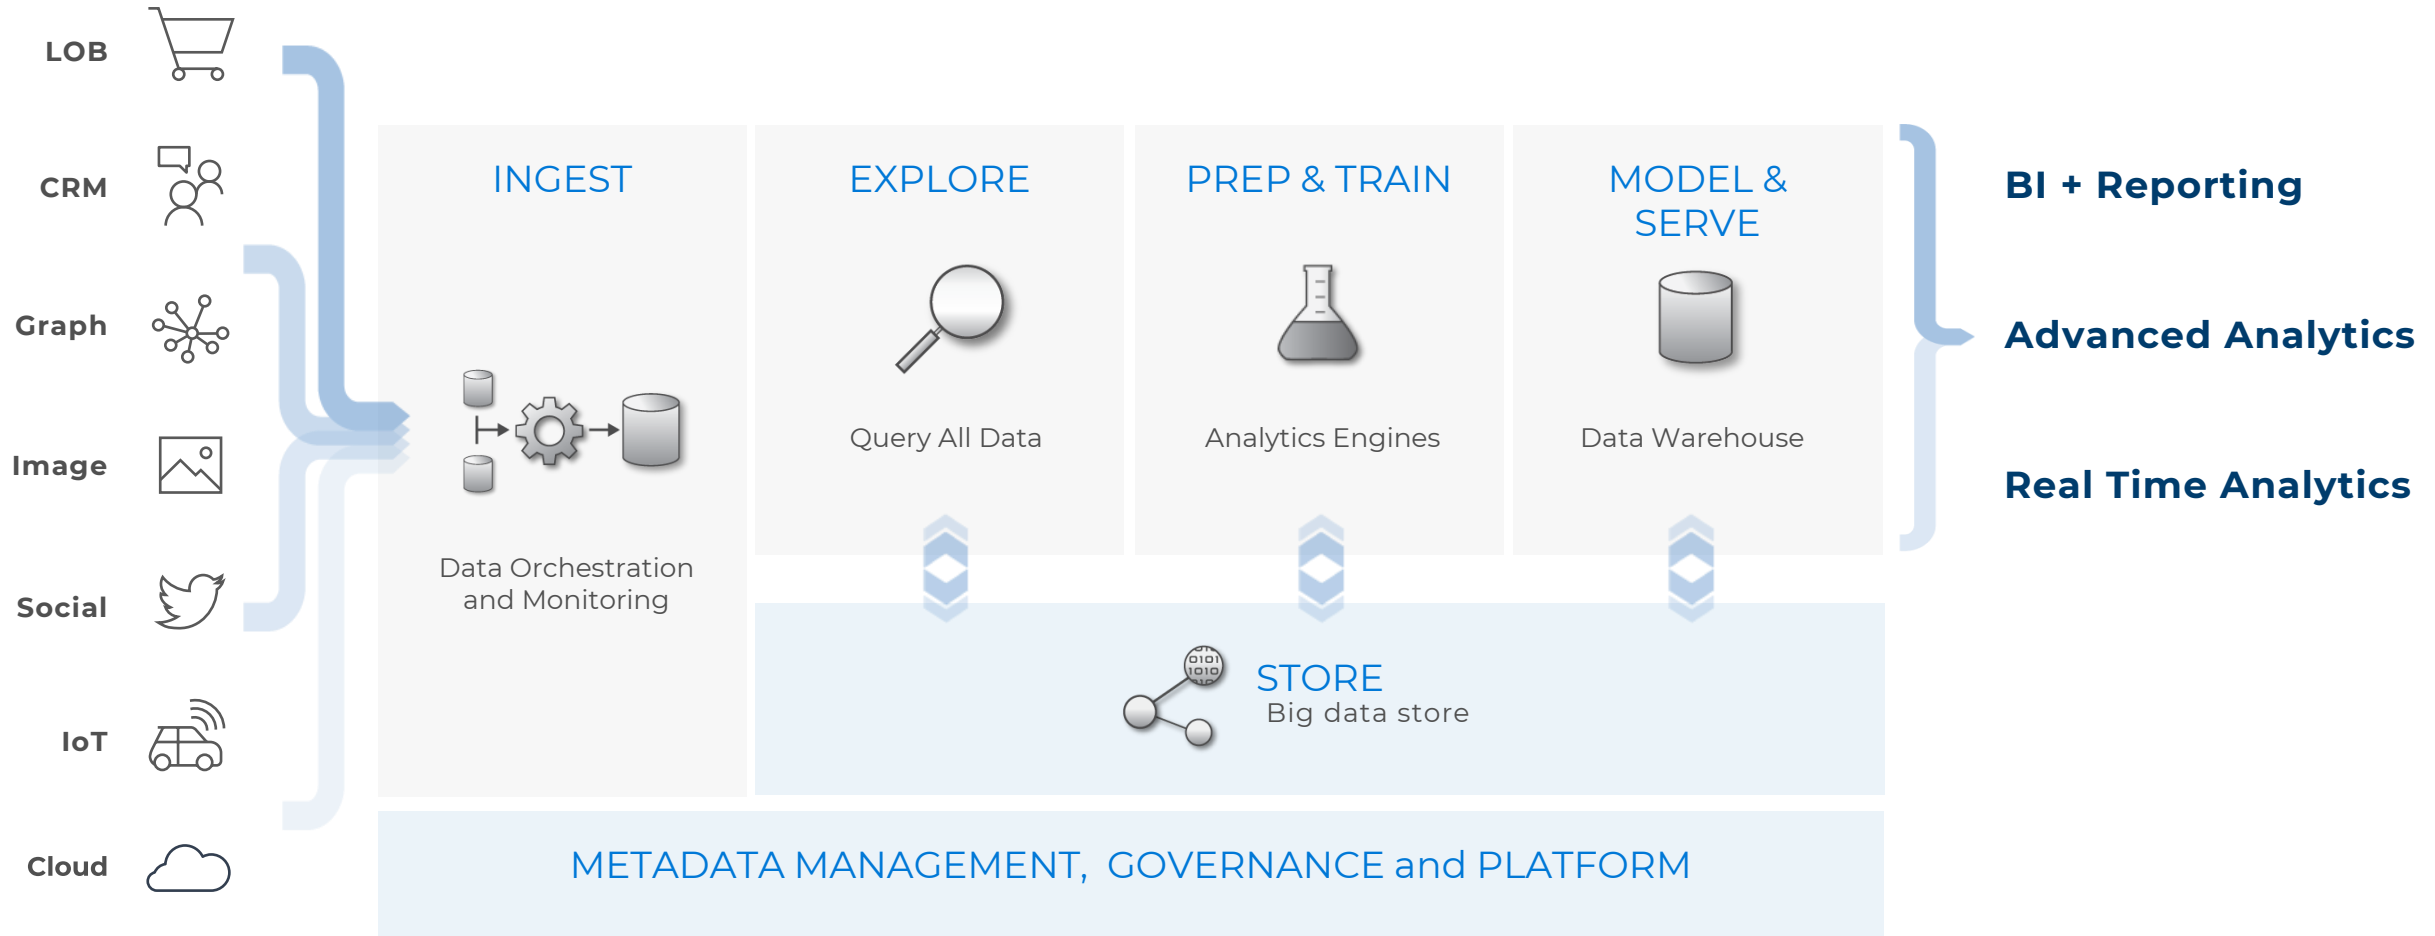 LOB
CRM
Graph
Image
Social
IoT
Cloud
INGEST
Data Orchestration
and Monitoring
EXPLORE
Query All Data
PREP & TRAIN
Analytics Engines
MODEL &
SERVE
Data Warehouse
STORE
Big data store
0101
1010
METADATA MANAGEMENT, GOVERNANCE and PLATFORM
BI + Reporting
Advanced Analytics
Real Time Analytics